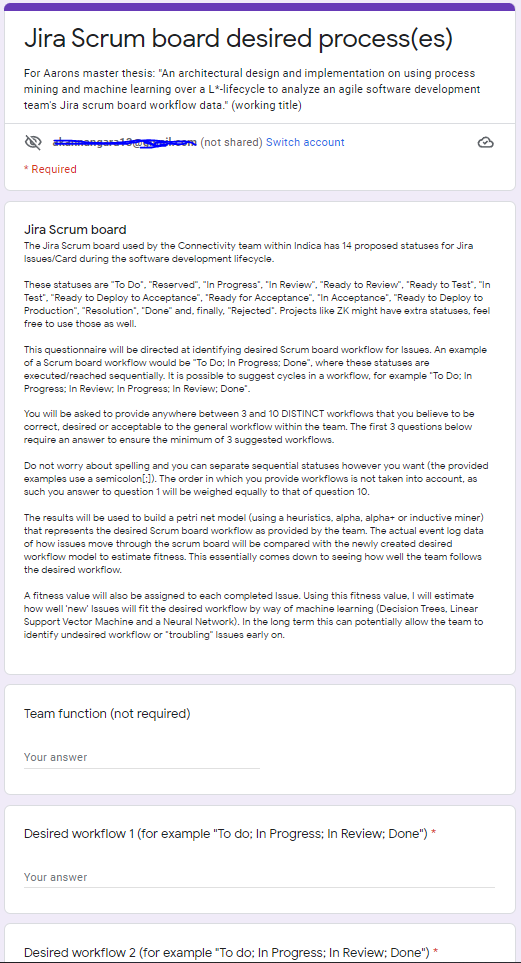 Jira Scrum board desired process(es)
For Aarons master thesis: "An architectural design and implementation on using process
mining and machine learning over a L*-lifecycle to analyze an agile software development
team's Jira scrum board workflow data." (working title)
(not shared) Switch account
* Required
Jira Scrum board
The Jira Scrum board used by the Connectivity team within Indica has 14 proposed statuses for Jira
Issues/Card during the software development lifecycle.
These statuses are "To Do", "Reserved", "In Progress", "In Review", "Ready to Review", "Ready to Test", "In
Test", "Ready to Deploy to Acceptance", "Ready for Acceptance", "In Acceptance", "Ready to Deploy to
Production", "Resolution", "Done" and, finally, "Rejected". Projects like ZK might have extra statuses, feel
free to use those as well.
This questionnaire will be directed at identifying desired Scrum board workflow for Issues. An example
of a Scrum board workflow would be "To Do; In Progress; Done", where these statuses are
executed/reached sequentially. It is possible to suggest cycles in a workflow, for example "To Do; In
Progress; In Review; In Progress; In Review; Done".
You will be asked to provide anywhere between 3 and 10 DISTINCT workflows that you believe to be
correct, desired or acceptable to the general workflow within the team. The first 3 questions below
require an answer to ensure the minimum of 3 suggested workflows.
Do not worry about spelling and you can separate sequential statuses however you want (the provided
examples use a semicolon[;]). The order in which you provide workflows is not taken into account, as
such you answer to question 1 will be weighed equally to that of question 10.
The results will be used to build a petri net model (using a heuristics, alpha, alpha+ or inductive miner)
that represents the desired Scrum board workflow as provided by the team. The actual event log data
of how issues move through the scrum board will be compared with the newly created desired
workflow model to estimate fitness. This essentially comes down to seeing how well the team follows
the desired workflow.
A fitness value will also be assigned to each completed Issue. Using this fitness value, I will estimate
how well 'new' Issues will fit the desired workflow by way of machine learning (Decision Trees, Linear
Support Vector Machine and a Neural Network). In the long term this can potentially allow the team to
identify undesired workflow or "troubling" Issues early on.
Team function (not required)
Your answer
Desired workflow 1 (for example "To do; In Progress; In Review; Done") *
Your answer
Desired workflow 2 (for example "To do; In Progress; In Review; Done") *